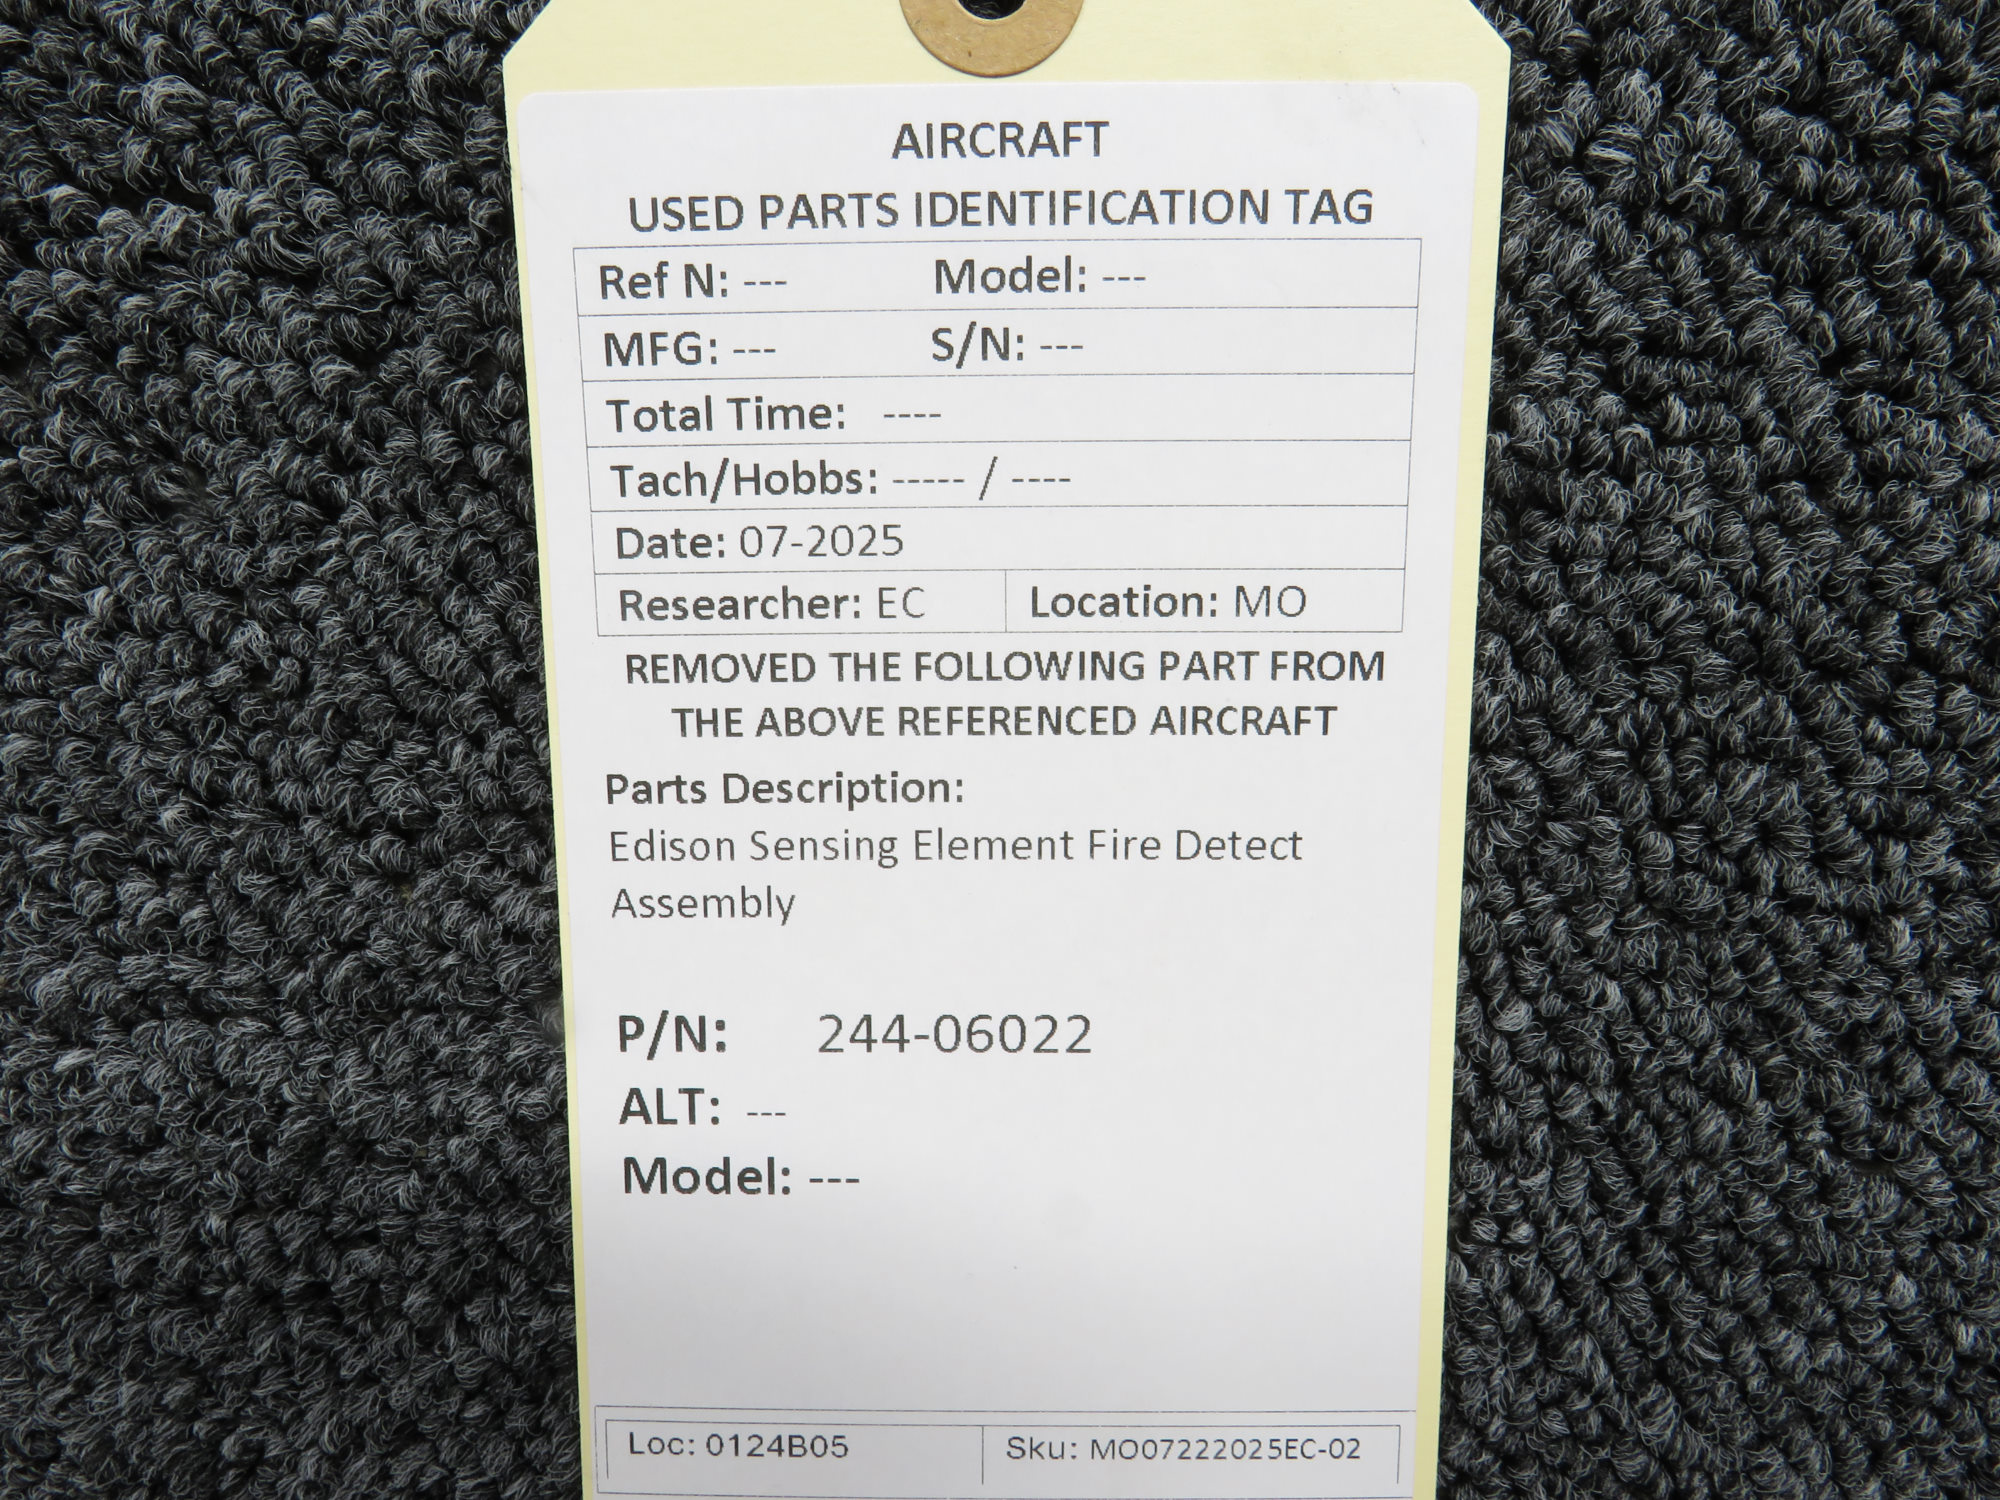 AIRCRAFT
USED PARTS IDENTIFICATION TAG
Ref N: --- Model: ---
MFG: --- S/N: ---
Total Time: ----
Tach/Hobbs: ----- / ----
Date: 07-2025
Researcher: EC Location: MO
REMOVED THE FOLLOWING PART FROM
THE ABOVE REFERENCED AIRCRAFT
Parts Description:
Edison Sensing Element Fire Detect
Assembly
P/N: 244-06022
ALT: ---
Model: ---
Loc: 0124B05 Sku: MO07222025EC-02